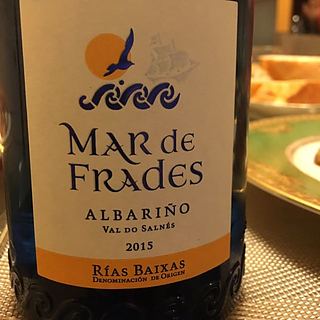 MAR DE
FRADES
ALBARIÑO
VAL DO SALNÉS
2015
RÍAS BAIXAS
DENOMINACIÓN DE ORIGEN